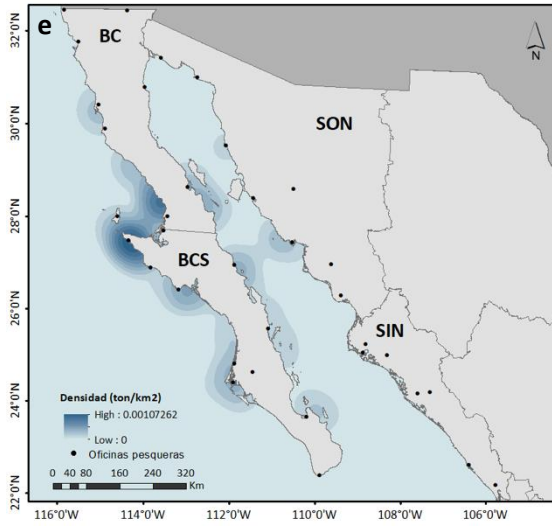 e
BC
N
SON
BCS
SIN
32°0'N
30°0'N
28°0'N
26°0'N
24°0'N
22°0'N
Densidad (ton/km2)
High : 0.00107262
Low : 0
Oficinas pesqueras
0 40 80 160 240 320
Km
116°0'W 114°0'W 112°0'W 110°0'W 108°0'W 106°0'W